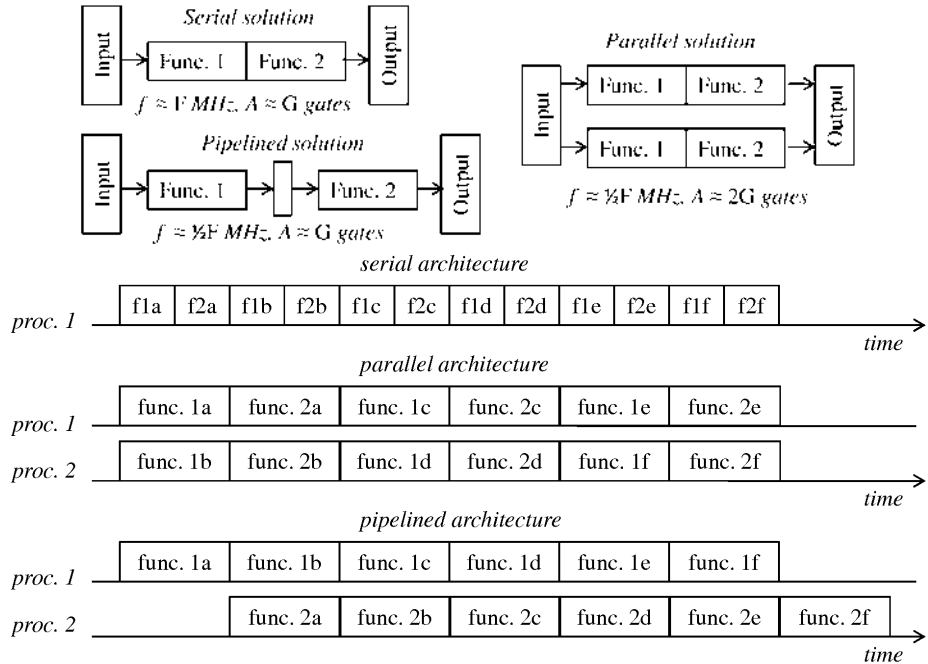 Serial solution
Input
Func. 1
Func. 2
Output
f ≈ F MHz, A ≈ G gates
Pipelined solution
Input
Func. 1
Func. 2
Output
f ≈ ½F MHz, A ≈ G gates
Parallel solution
Input
Func. 1
Func. 2
Func. 1
Func. 2
Output
f ≈ ½F MHz, A ≈ 2G gates
serial architecture
proc. 1
f1a f2a f1b f2b f1c f2c f1d f2d f1e f2e f1f f2f
time
parallel architecture
proc. 1
func. 1a func. 2a func. 1c func. 2c func. 1e func. 2e
proc. 2
func. 1b func. 2b func. 1d func. 2d func. 1f func. 2f
time
pipelined architecture
proc. 1
func. 1a func. 1b func. 1c func. 1d func. 1e func. 1f
proc. 2
func. 2a func. 2b func. 2c func. 2d func. 2e func. 2f
time